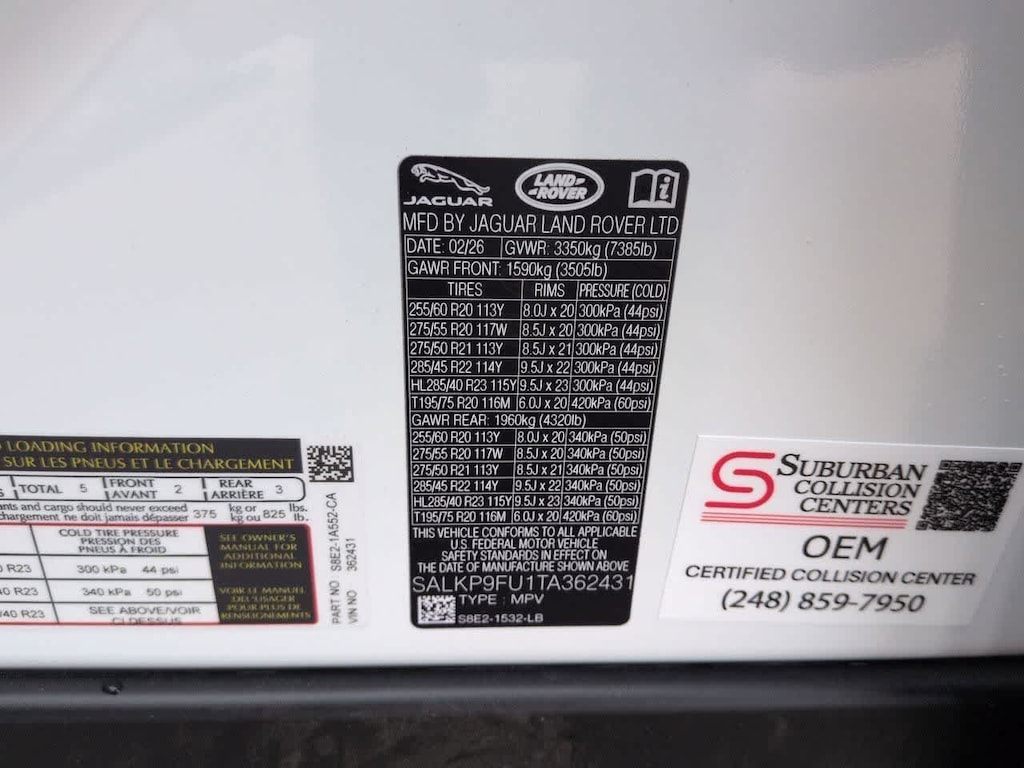 JAGUAR
LAND-
-ROVER
MFD BY JAGUAR LAND ROVER LTD
DATE: 02/26 GVWR: 3350kg (7385lb)
GAWR FRONT: 1590kg (3505lb)
TIRES RIMS PRESSURE (COLD)
255/60 R20 113Y 8.0J x 20 300kPa (44psi)
275/55 R20 117W 8.5J x 20 300kPa (44psi)
275/50 R21 113Y 8.5J x 21 300kPa (44psi)
285/45 R22 114Y 9.5J x 22 300kPa (44psi)
HL285/40 R23 115Y 9.5J x 23 300kPa (44psi)
T195/75 R20 116M 6.0J x 20 420kPa (60psi)
GAWR REAR: 1960kg (4320lb)
255/60 R20 113Y 8.0J x 20 340kPa (50psi)
275/55 R20 117W 8.5J x 20 340kPa (50psi)
275/50 R21 113Y 8.5J x 21 340kPa (50psi)
285/45 R22 114Y 9.5J x 22 340kPa (50psi)
HL285/40 R23 115Y 9.5J x 23 340kPa (50psi)
T195/75 R20 116M 6.0J x 20 420kPa (60psi)
THIS VEHICLE CONFORMS TO ALL APPLICABLE
U.S. FEDERAL MOTOR VEHICLE
SAFETY STANDARDS IN EFFECT ON
THE DATE OF MANUFACTURE SHOWN ABOVE
SALKP9FU1TA362431
TYPE : MPV
S8E2-1532-LB
LOADING INFORMATION
SUR LES PNEUS ET LE CHARGEMENT
TOTAL 5 FRONT AVANT 2 REAR ARRIÈRE 3
and cargo should never exceed 375 kg or 825 lbs.
ne doit jamais dépasser kg ou lb.
COLD TIRE PRESSURE
PRESSION DES
PNEUS À FROID
R23 300 kPa 44 psi
R23 340 kPa 50 psi
/40 R23 SEE ABOVE/VOIR
CI-DESSUS
SEE OWNER'S
MANUAL FOR
ADDITIONAL
INFORMATION
VOIR LE MANUEL
DE L'USAGER
POUR PLUS DE
RENSEIGNEMENTS
PART NO S8E2-1A552-CA
VIN NO 362431
SUBURBAN
COLLISION
CENTERS
OEM
CERTIFIED COLLISION CENTER
(248) 859-7950